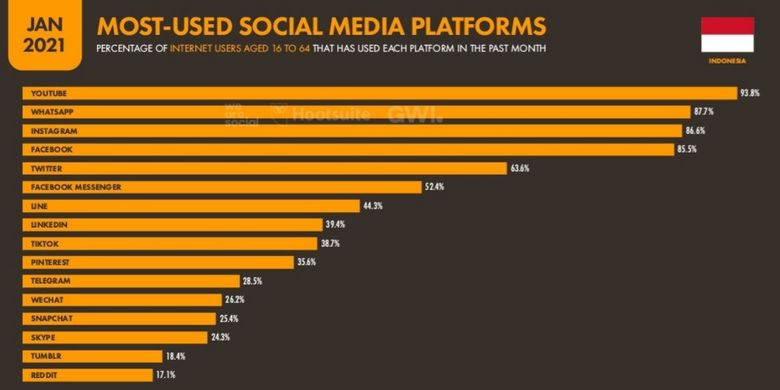 JAN
2021
MOST-USED SOCIAL MEDIA PLATFORMS
PERCENTAGE OF INTERNET USERS AGED 16 TO 64 THAT HAS USED EACH PLATFORM IN THE PAST MONTH
INDONESIA
YOUTUBE 93.8%
WHATSAPP 87.7%
we are. social Hootsuite GWI.
INSTAGRAM 86.6%
FACEBOOK 85.5%
TWITTER 63.6%
FACEBOOK MESSENGER 52.4%
LINE 44.3%
LINKEDIN 39.4%
TIKTOK 38.7%
PINTEREST 35.6%
TELEGRAM 28.5%
WECHAT 26.2%
SNAPCHAT 25.4%
SKYPE 24.3%
TUMBLR 18.4%
REDDIT 17.1%